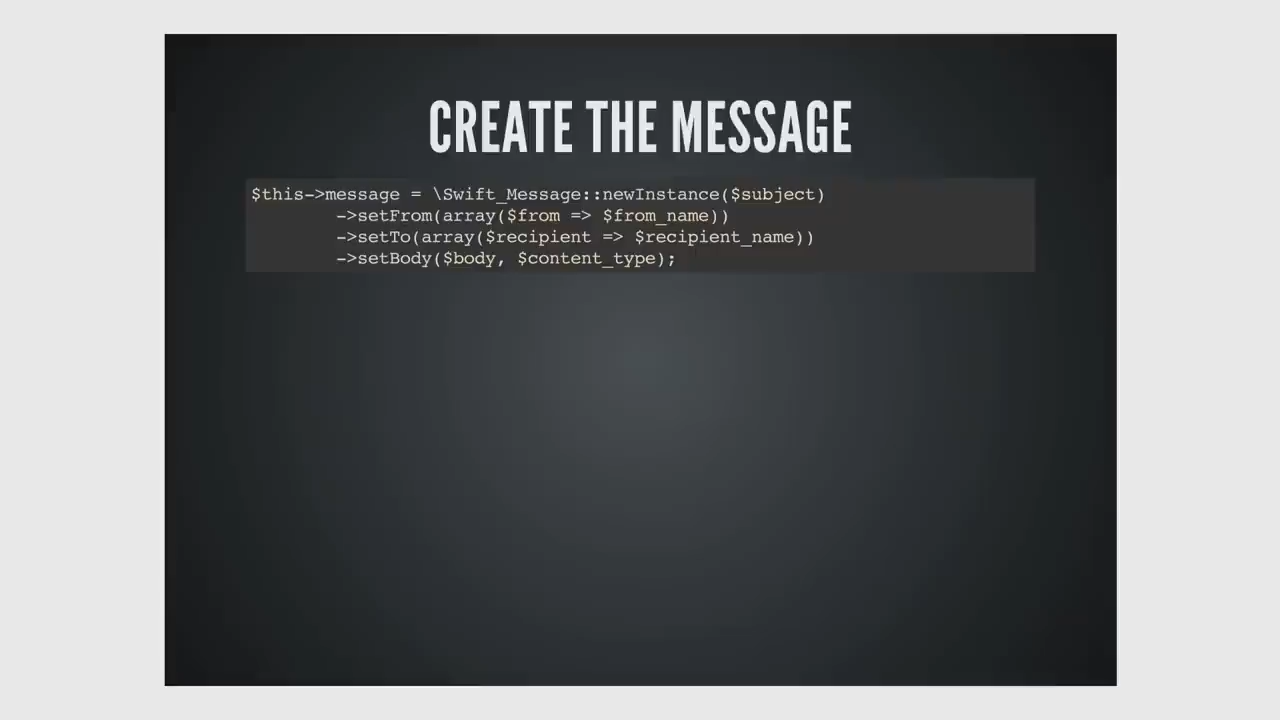 CREATE THE MESSAGE
$this->message = \Swift_Message::newInstance($subject)
->setFrom(array($from => $from_name))
->setTo(array($recipient => $recipient_name))
->setBody($body, $content_type);